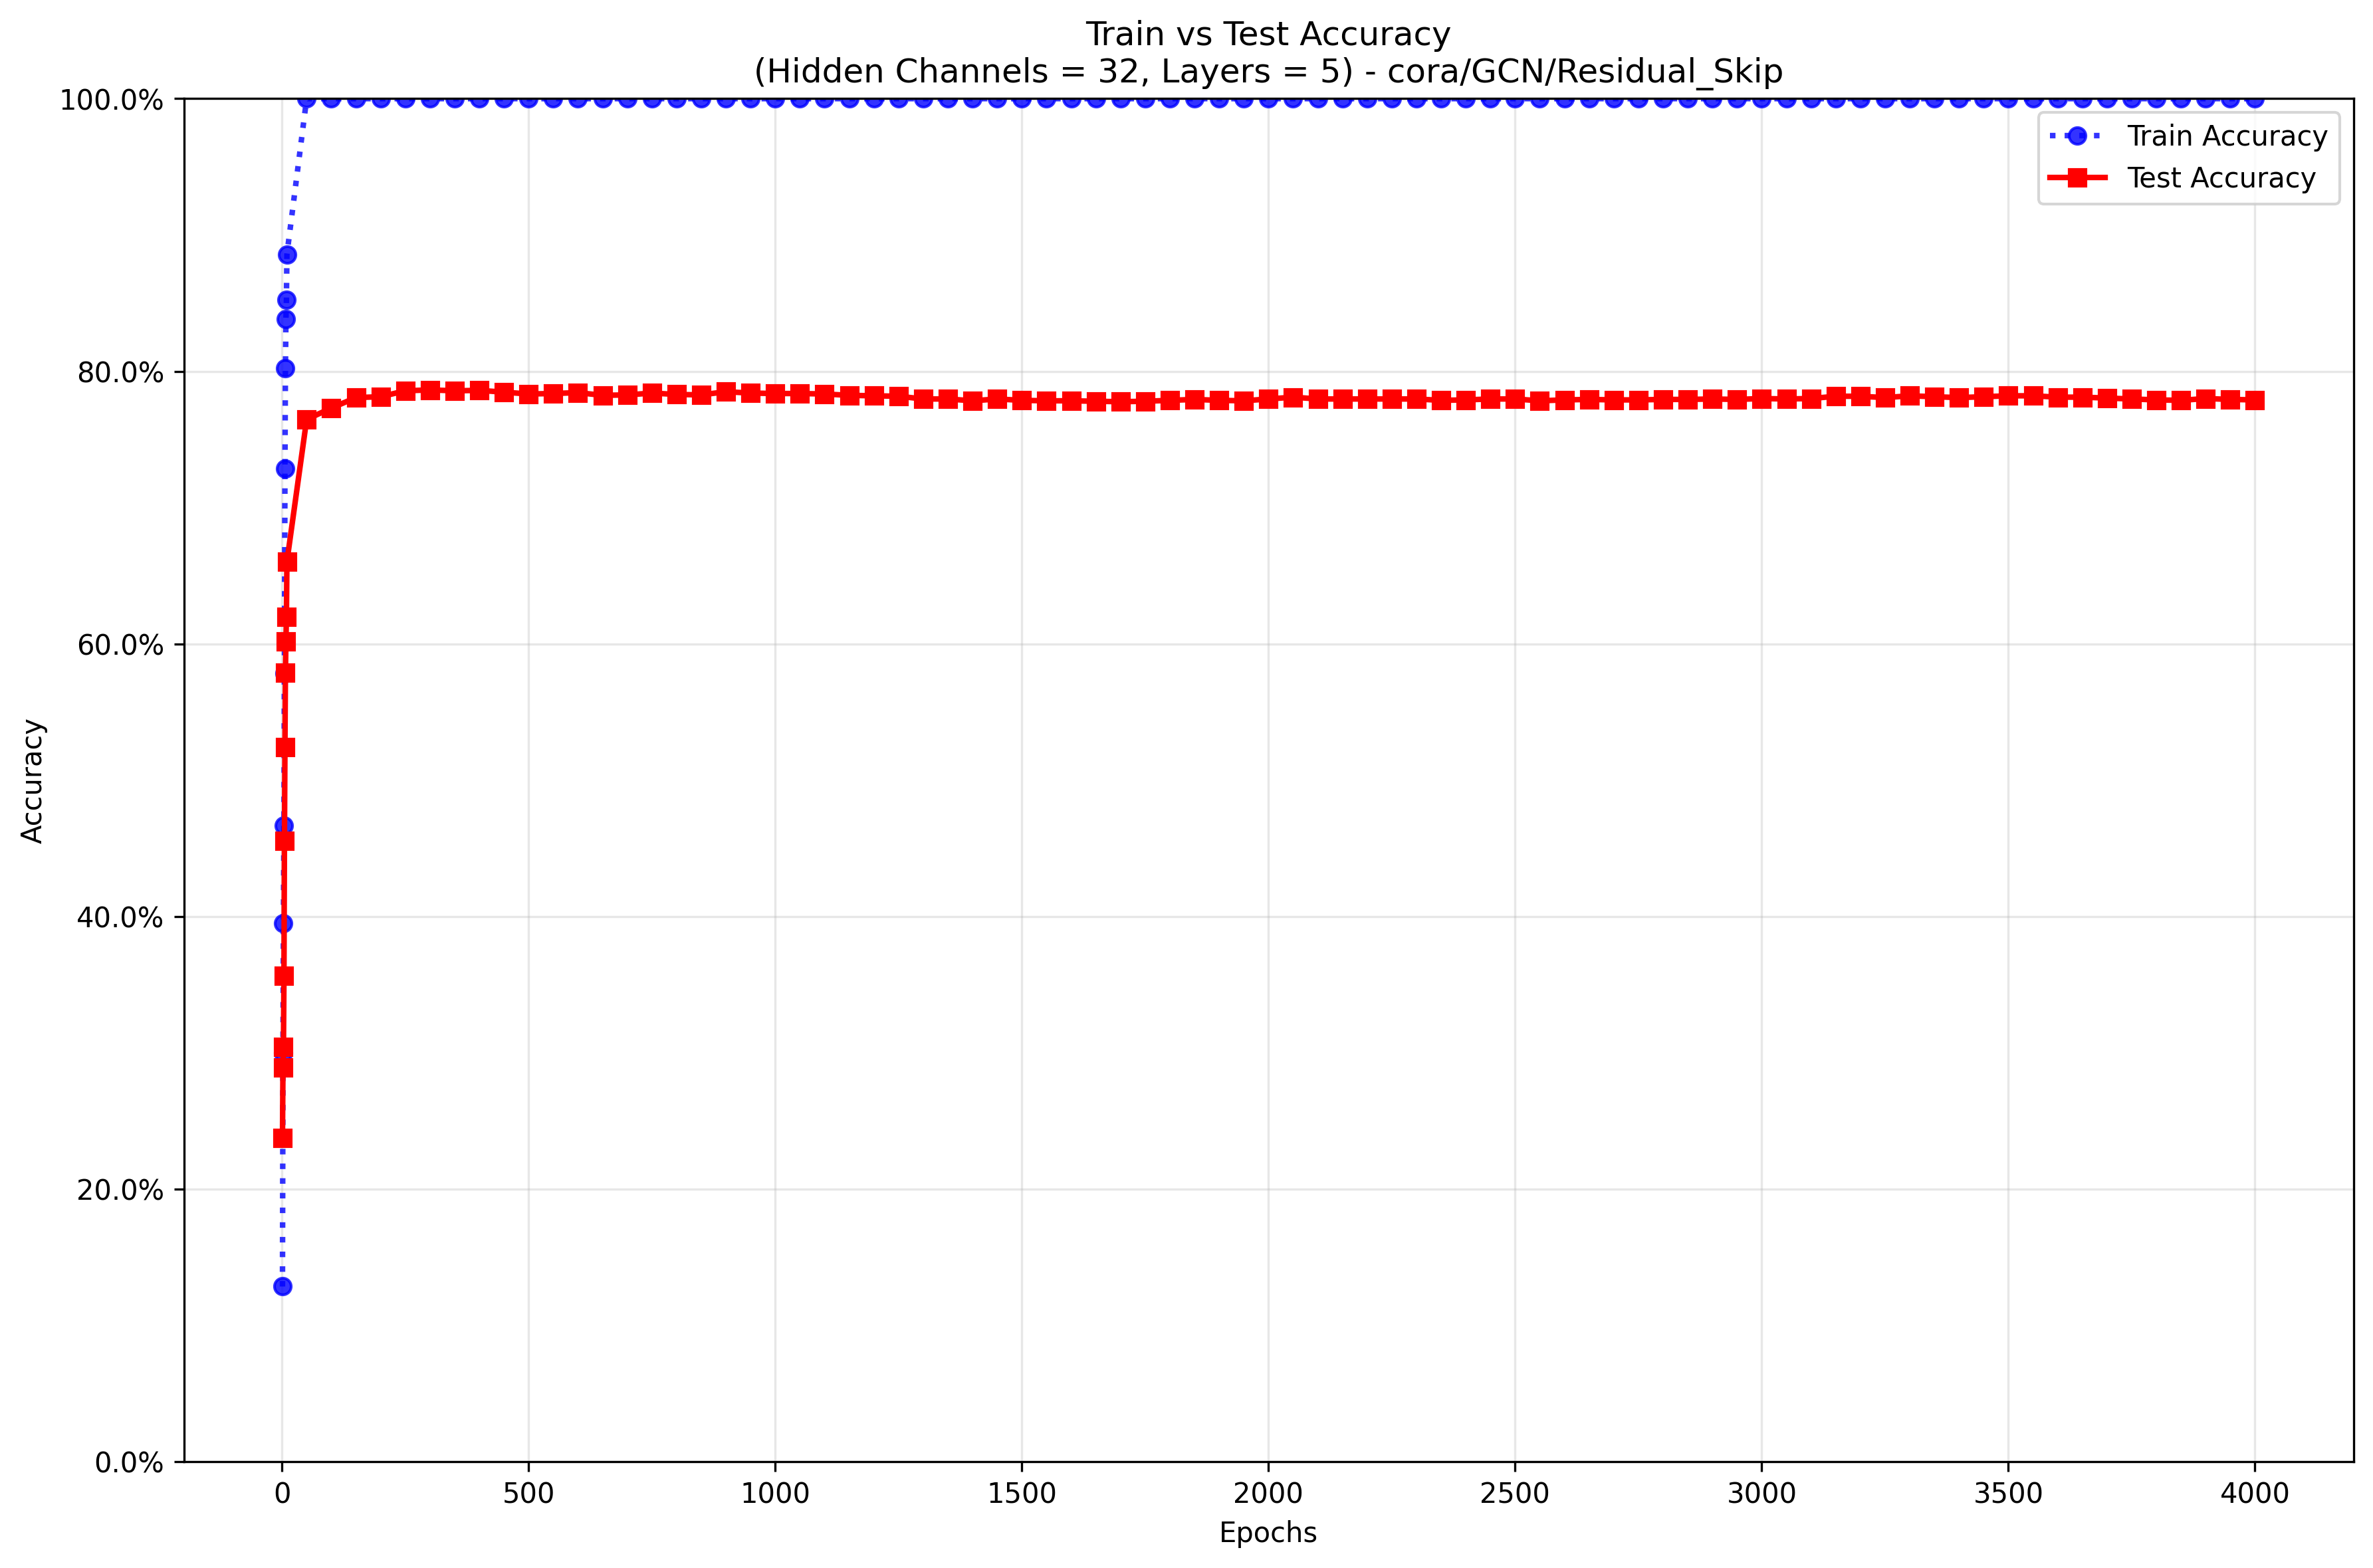 Train vs Test Accuracy
(Hidden Channels = 32, Layers = 5) - cora/GCN/Residual_Skip
100.0%
80.0%
60.0%
40.0%
20.0%
0.0%
Accuracy
Train Accuracy
Test Accuracy
0 500 1000 1500 2000 2500 3000 3500 4000
Epochs